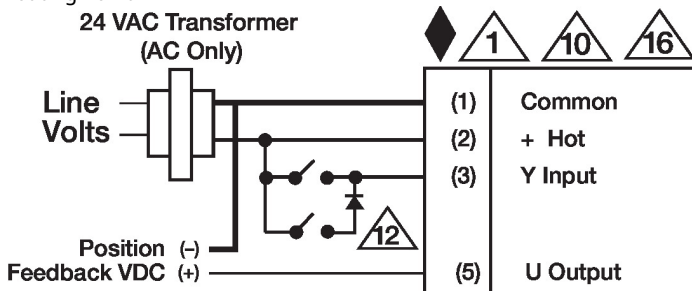 24 VAC Transformer
(AC Only)
1 10 16
Line
Volts
(1) Common
(2) + Hot
(3) Y Input
12
Position (–)
Feedback VDC (+)
(5) U Output